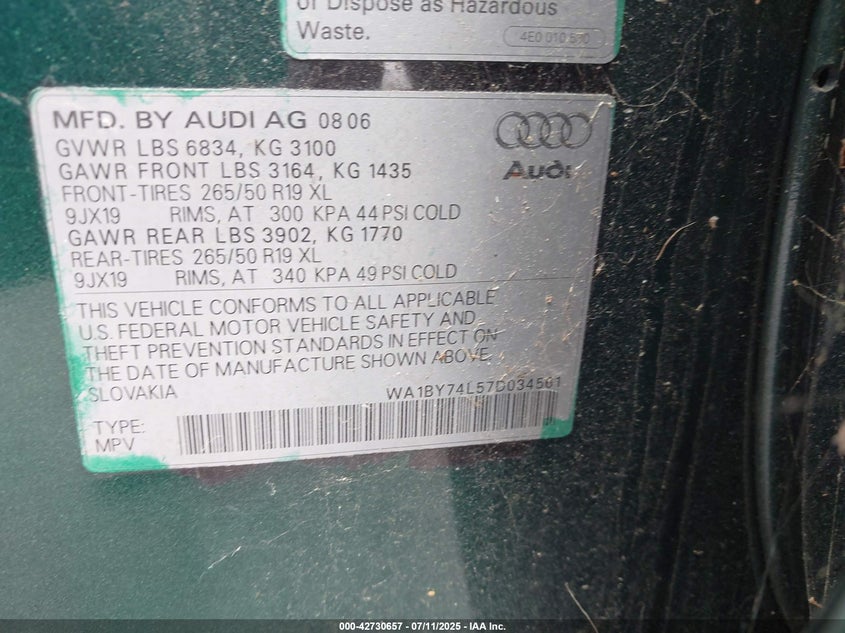 or Dispose as Hazardous
Waste.
4E0 010 530
MFD. BY AUDI AG 08 06
GVWR LBS 6834, KG 3100
GAWR FRONT LBS 3164, KG 1435
FRONT-TIRES 265/50 R19 XL
9JX19 RIMS, AT 300 KPA 44 PSI COLD
GAWR REAR LBS 3902, KG 1770
REAR-TIRES 265/50 R19 XL
9JX19 RIMS, AT 340 KPA 49 PSI COLD
Audi
THIS VEHICLE CONFORMS TO ALL APPLICABLE
U.S. FEDERAL MOTOR VEHICLE SAFETY AND
THEFT PREVENTION STANDARDS IN EFFECT ON
THE DATE OF MANUFACTURE SHOWN ABOVE.
SLOVAKIA WA1BY74L57D034501
TYPE:
MPV
000-42730657 - 07/11/2025 - IAA Inc.